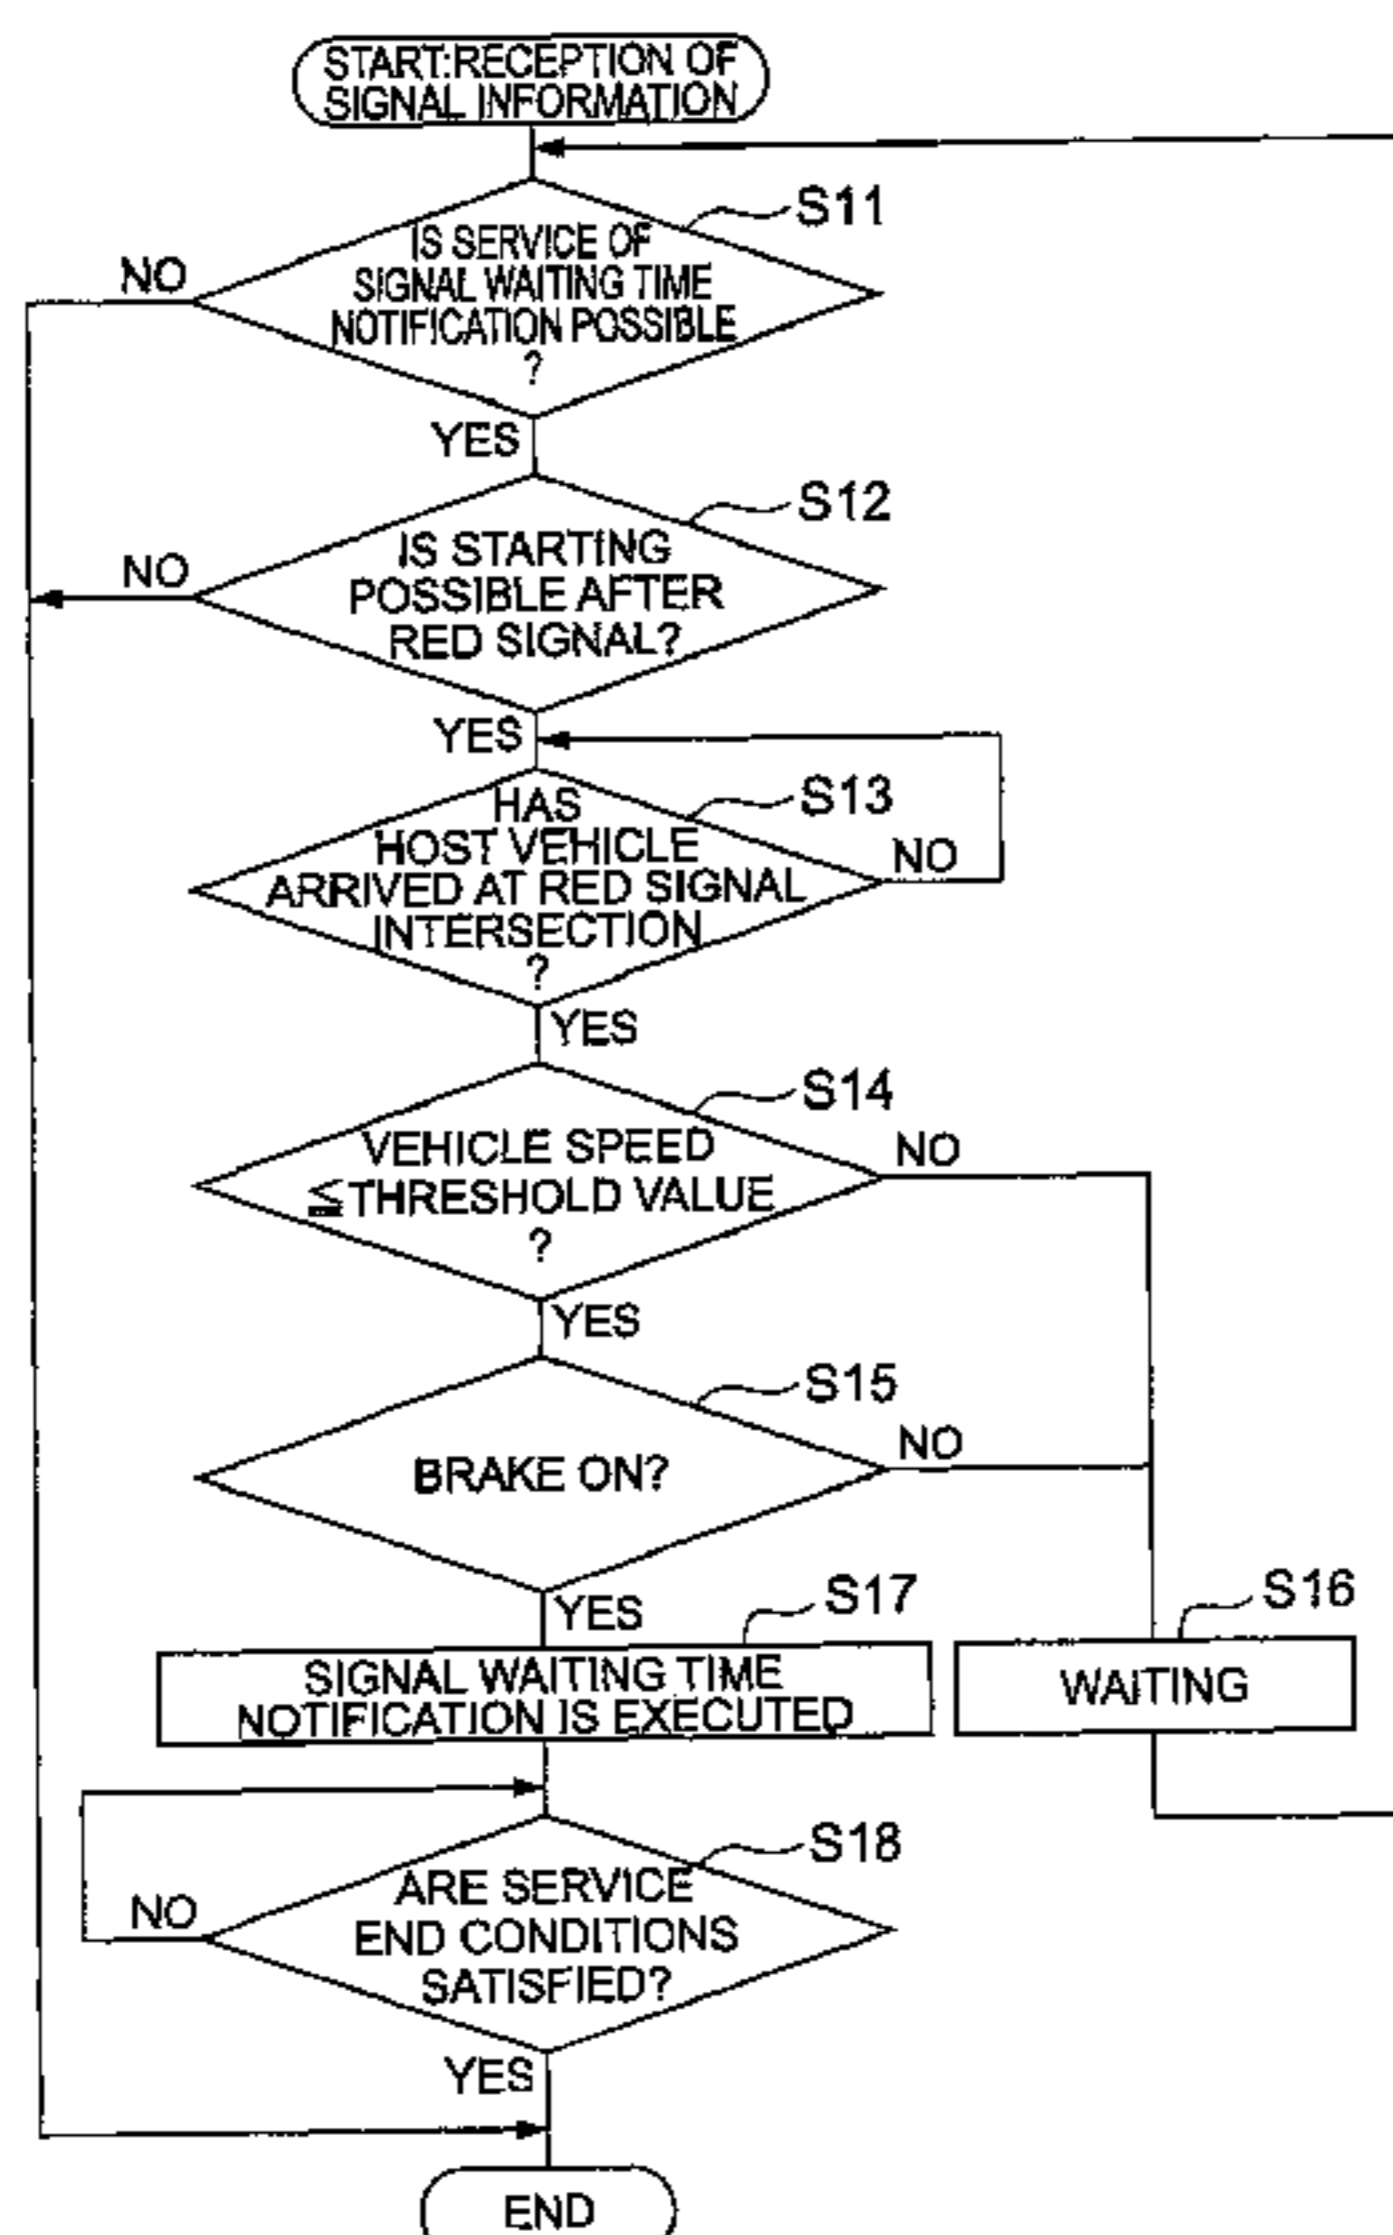 START:RECEPTION OF
SIGNAL INFORMATION
S11
IS SERVICE OF
SIGNAL WAITING TIME
NOTIFICATION POSSIBLE
?
NO
YES
S12
IS STARTING
POSSIBLE AFTER
RED SIGNAL?
NO
YES
S13
HAS
HOST VEHICLE
ARRIVED AT RED SIGNAL
INTERSECTION
?
NO
YES
S14
VEHICLE SPEED
≦THRESHOLD VALUE
?
NO
YES
S15
BRAKE ON?
NO
YES
S17
SIGNAL WAITING TIME
NOTIFICATION IS EXECUTED
S16
WAITING
S18
ARE SERVICE
END CONDITIONS
SATISFIED?
NO
YES
END